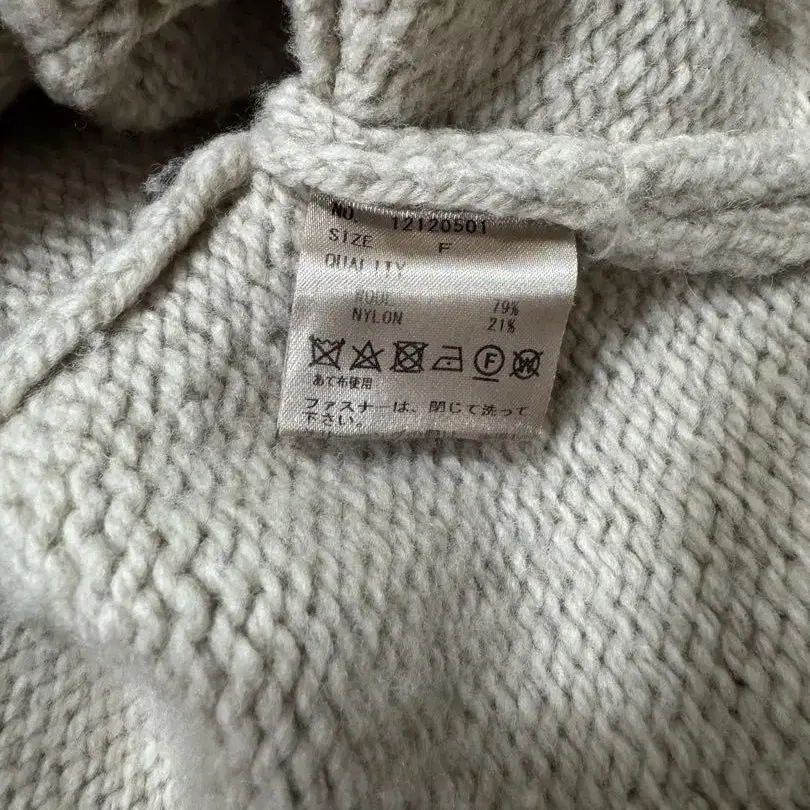 NO. 12120501
SIZE F
QUALITY
WOOL 79%
NYLON 21%
F W
あて布使用
ファスナーは、閉じて洗って
下さい。